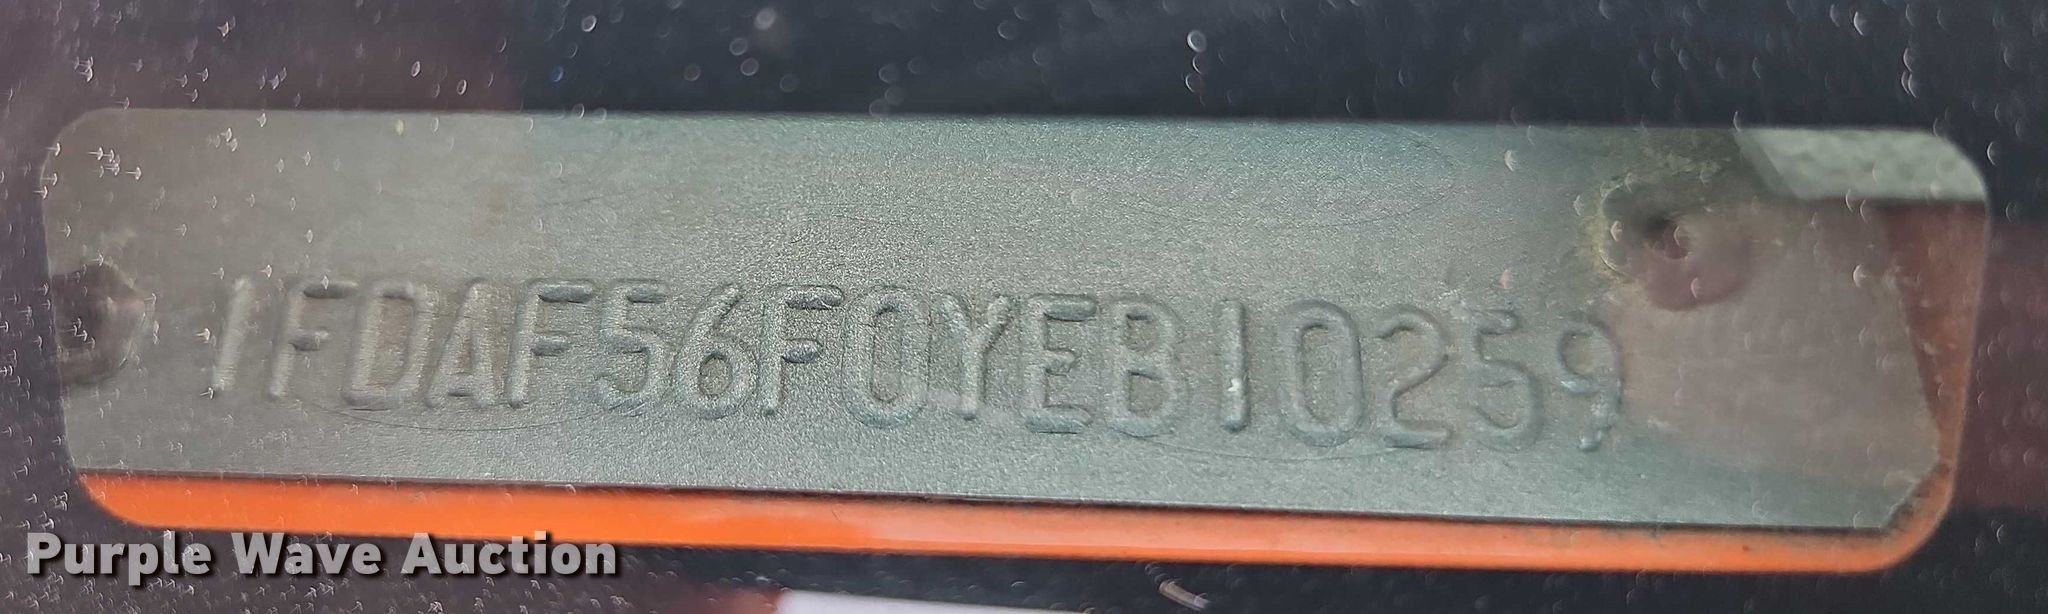 1FDAF56F0YEB10259
Purple Wave Auction